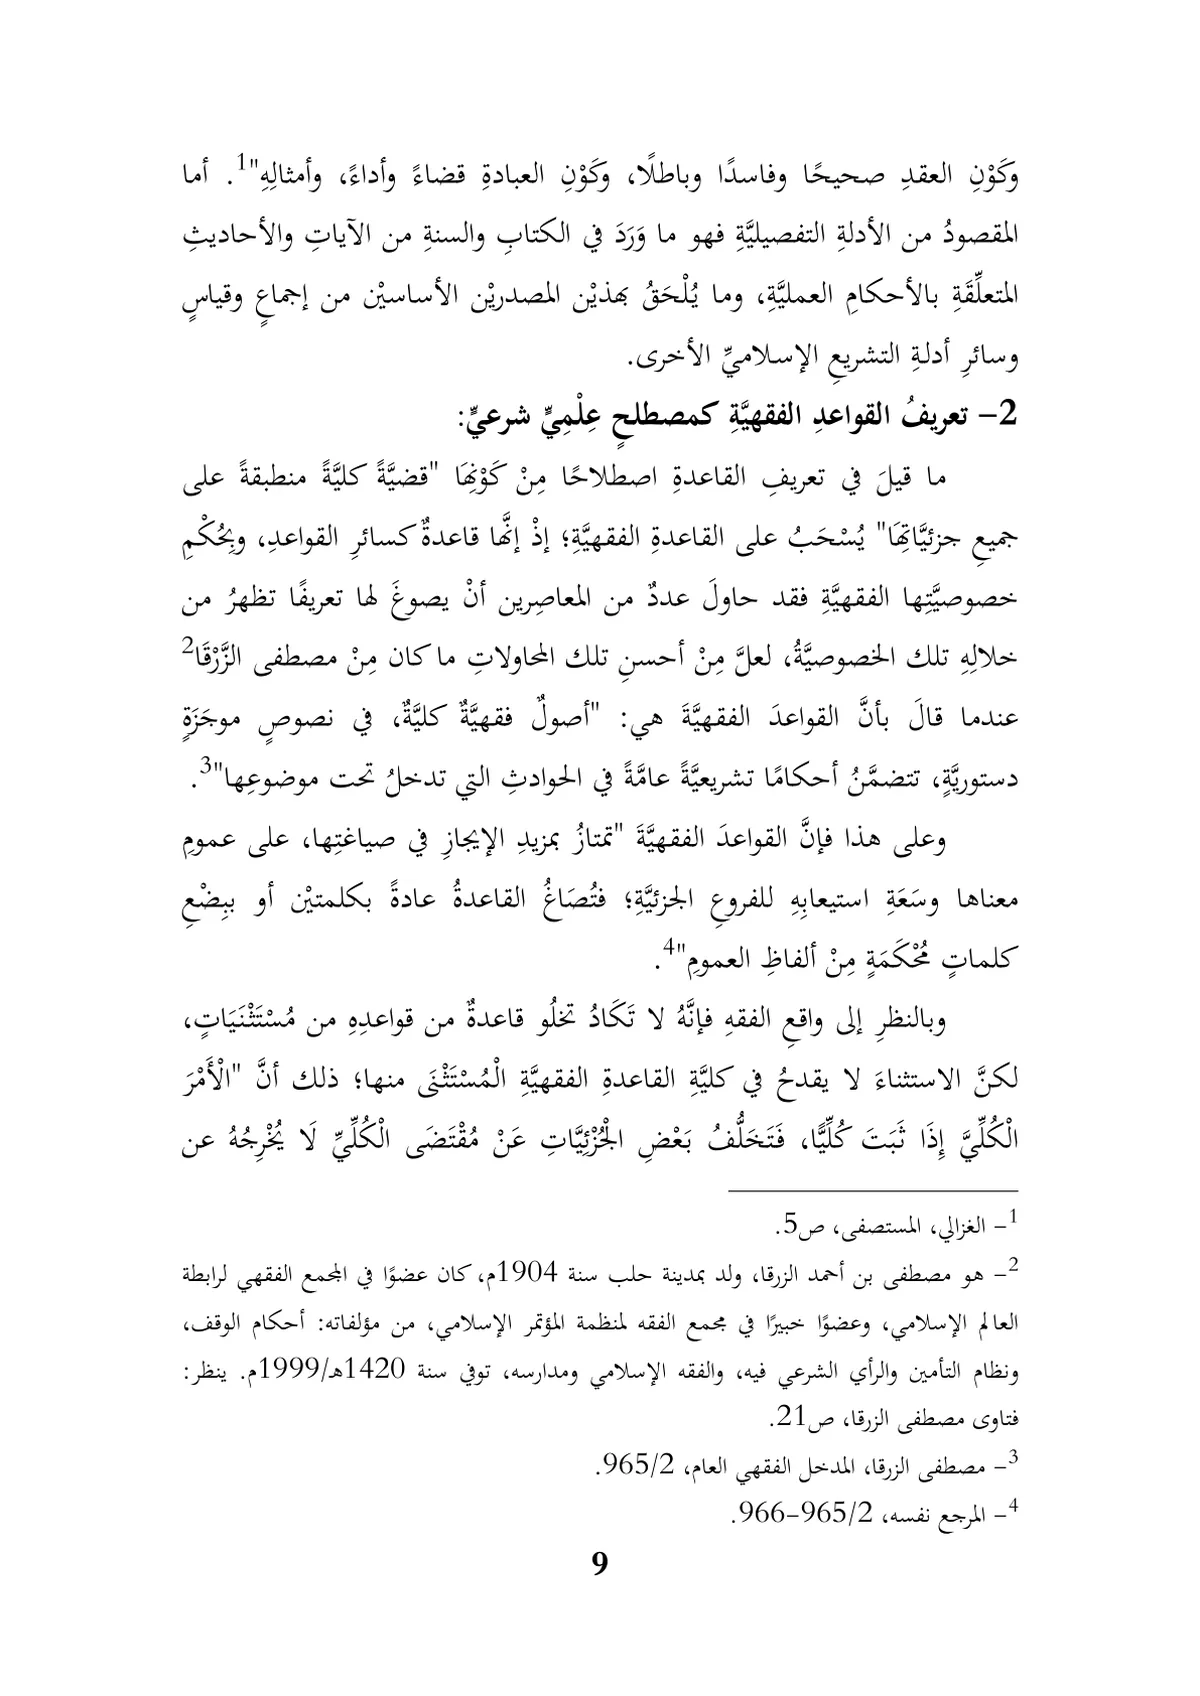 وكَوْنِ العقدِ صحيحًا وفاسدًا وباطلًا، وكَوْنِ العبادةِ قضاءً وأداءً، وأمثالِهِ"1. أما
المقصودُ من الأدلةِ التفصيليَّةِ فهو ما وَرَدَ في الكتابِ والسنةِ من الآياتِ والأحاديثِ
المتعلِّقَةِ بالأحكامِ العمليَّةِ، وما يُلْحَقُ بهذيْن المصدريْن الأساسيْن من إجماعٍ وقياسٍ
وسائرِ أدلةِ التشريعِ الإسلاميِّ الأخرى.
2- تعريفُ القواعدِ الفقهيَّةِ كمصطلحٍ عِلْمِيٍّ شرعيٍّ:
ما قيلَ في تعريفِ القاعدةِ اصطلاحًا مِنْ كَوْنِهَا "قضيَّةً كليَّةً منطبقةً على
جميعِ جزئيَّاتِهَا" يُسْحَبُ على القاعدةِ الفقهيَّةِ؛ إذْ إنَّها قاعدةٌ كسائرِ القواعدِ، وبِحُكْمِ
خصوصيَّتِها الفقهيَّةِ فقد حاولَ عددٌ من المعاصِرين أنْ يصوغَ لها تعريفًا تظهرُ من
خلالِهِ تلك الخصوصيَّةُ، لعلَّ مِنْ أحسنِ تلك المحاولاتِ ما كان مِنْ مصطفى الزَّرْقَا2
عندما قالَ بأنَّ القواعدَ الفقهيَّةَ هي: "أصولٌ فقهيَّةٌ كليَّةٌ، في نصوصٍ موجَزَةٍ
دستوريَّةٍ، تتضمَّنُ أحكامًا تشريعيَّةً عامَّةً في الحوادثِ التي تدخلُ تحت موضوعِها"3.
وعلى هذا فإنَّ القواعدَ الفقهيَّةَ "تمتازُ بمزيدِ الإيجازِ في صياغتِها، على عمومِ
معناها وسَعَةِ استيعابِهِ للفروعِ الجزئيَّةِ؛ فتُصَاغُ القاعدةُ عادةً بكلمتيْن أو ببِضْعِ
كلماتٍ مُحْكَمَةٍ مِنْ ألفاظِ العمومِ"4.
وبالنظرِ إلى واقعِ الفقهِ فإنَّهُ لا تَكَادُ تخلُو قاعدةٌ من قواعدِهِ من مُسْتَثْنَيَاتٍ،
لكنَّ الاستثناءَ لا يقدحُ في كليَّةِ القاعدةِ الفقهيَّةِ الْمُسْتَثْنَى منها؛ ذلك أنَّ "الْأَمْرَ
الْكُلِّيَّ إِذَا ثَبَتَ كُلِّيًّا، فَتَخَلُّفُ بَعْضِ الْجُزْئِيَّاتِ عَنْ مُقْتَضَى الْكُلِّيِّ لَا يُخْرِجُهُ عن
1- الغزالي، المستصفى، ص5.
2- هو مصطفى بن أحمد الزرقا، ولد بمدينة حلب سنة 1904م، كان عضوًا في المجمع الفقهي لرابطة
العالم الإسلامي، وعضوًا خبيرًا في مجمع الفقه لمنظمة المؤتمر الإسلامي، من مؤلفاته: أحكام الوقف،
ونظام التأمين والرأي الشرعي فيه، والفقه الإسلامي ومدارسه، توفي سنة 1420هـ/1999م. ينظر:
فتاوى مصطفى الزرقا، ص21.
3- مصطفى الزرقا، المدخل الفقهي العام، 965/2.
4- المرجع نفسه، 965/2-966.
9